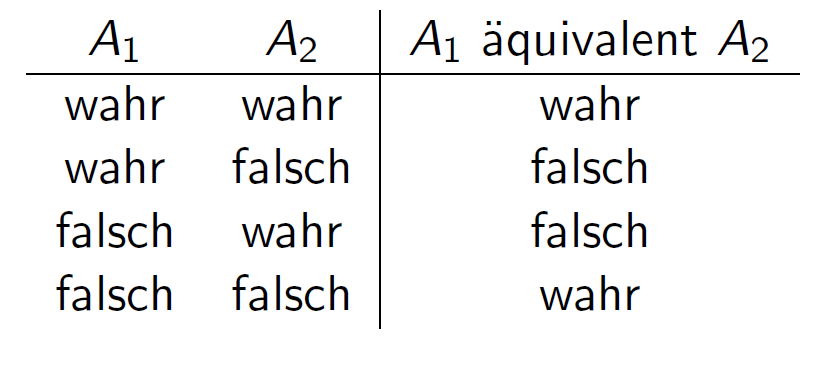 A1 A2 A1 äquivalent A2
wahr wahr wahr
wahr falsch falsch
falsch wahr falsch
falsch falsch wahr